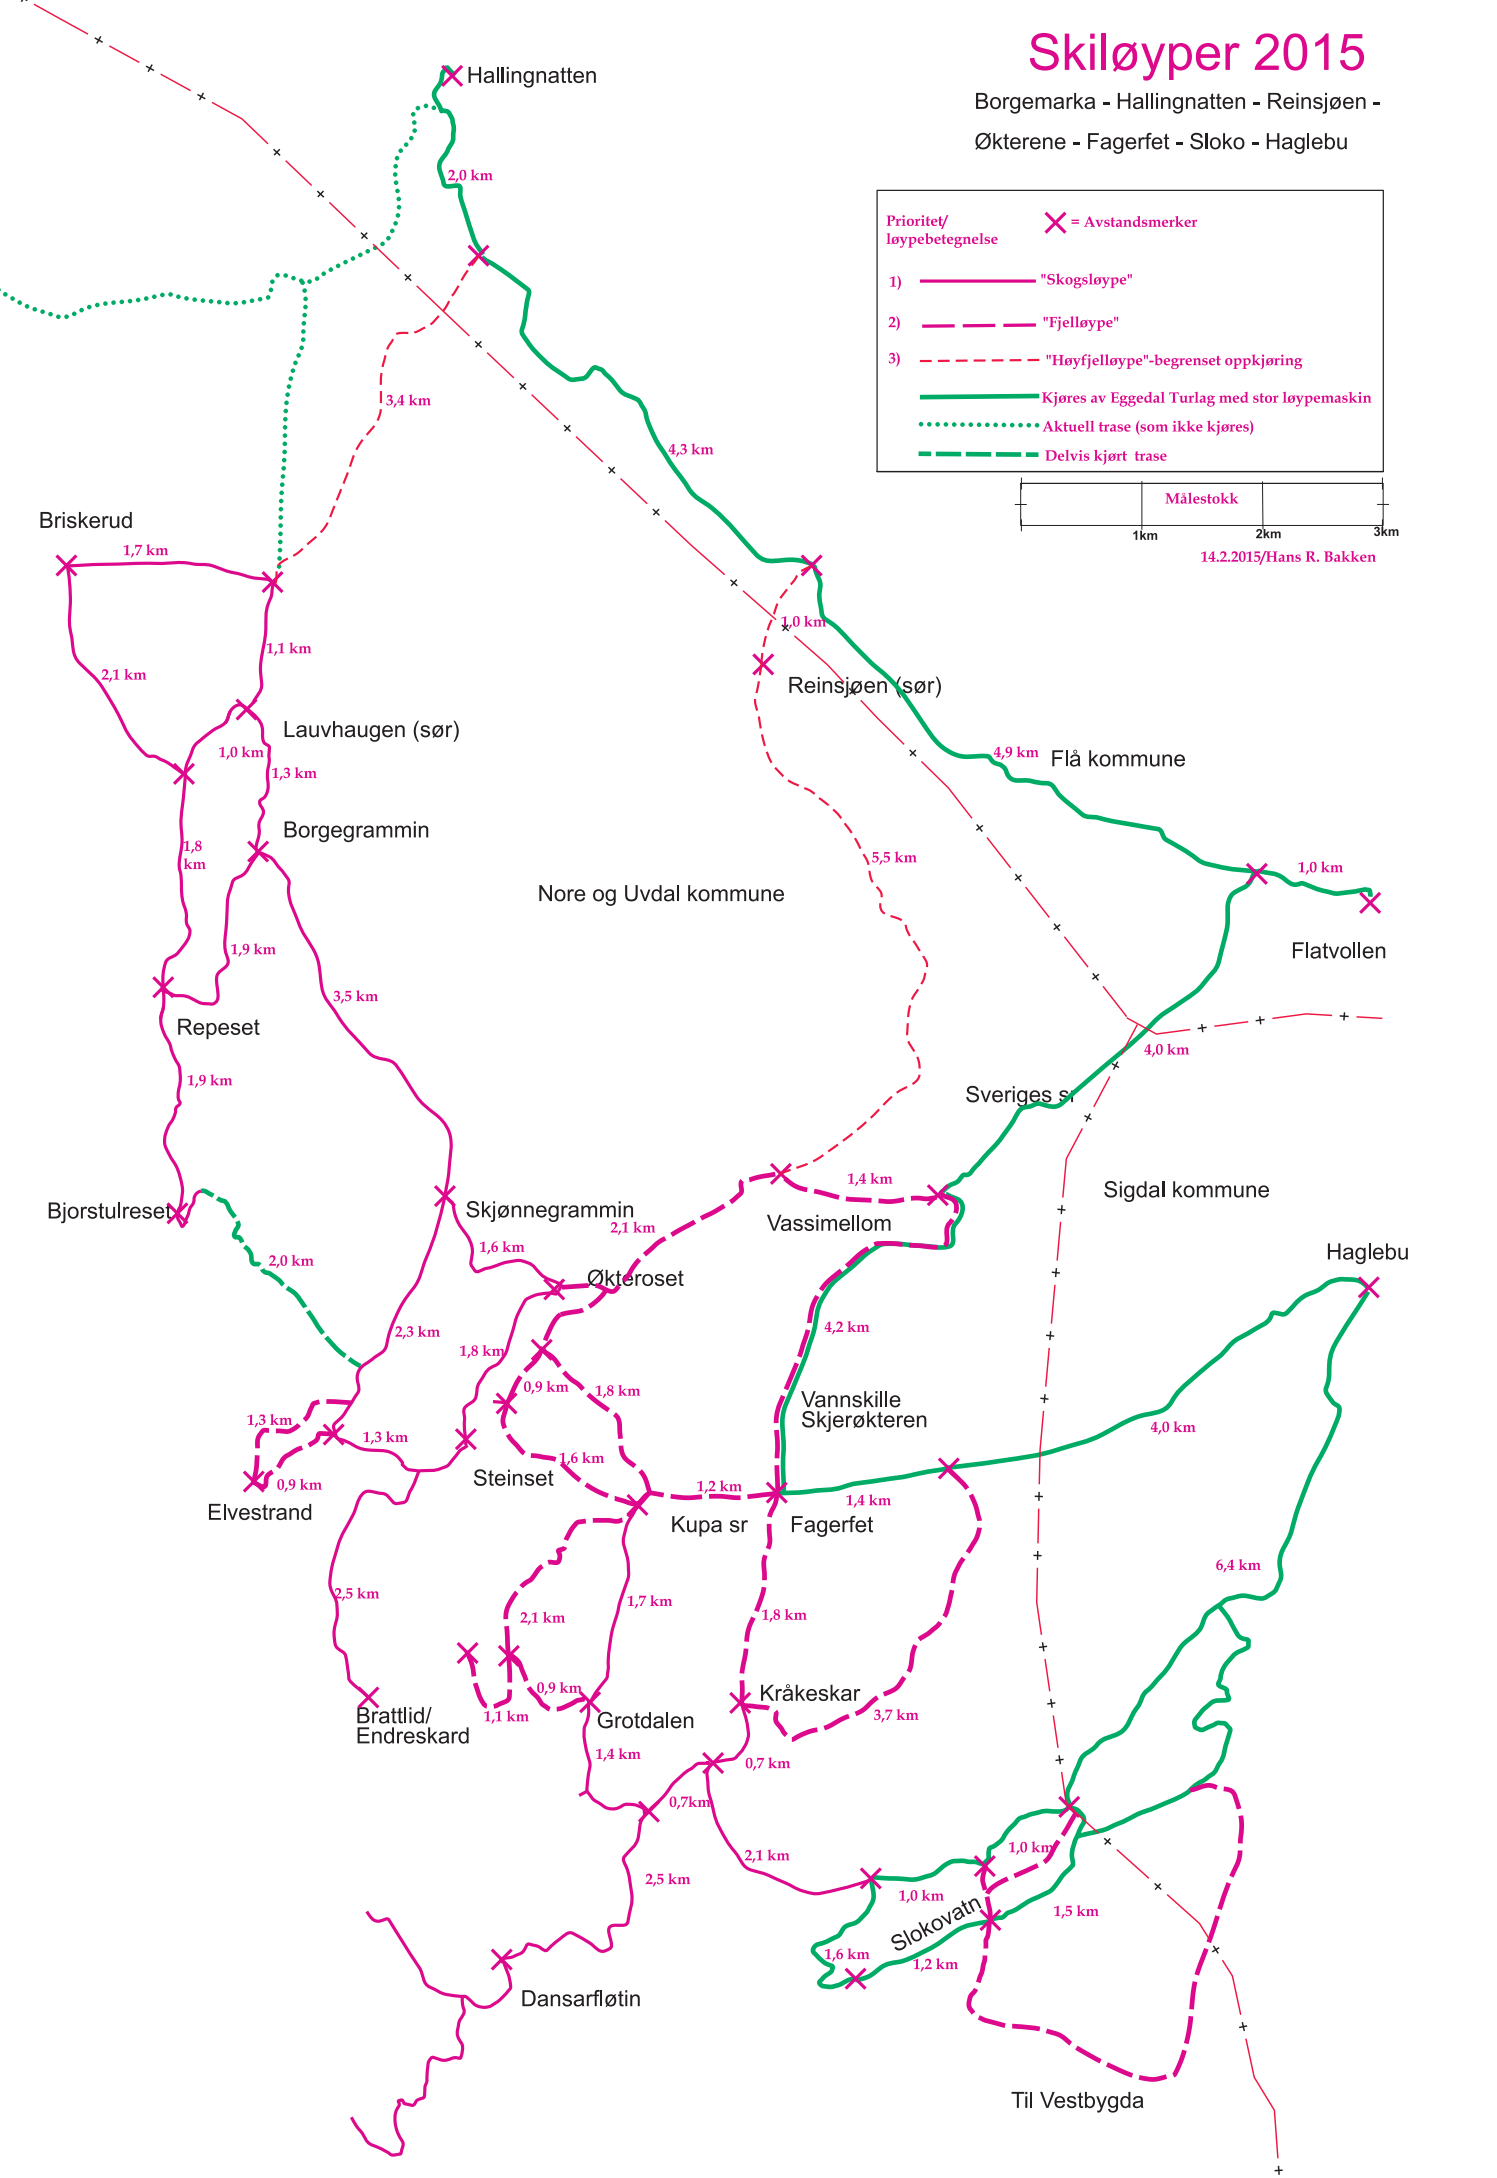 Skiløyper 2015
Borgemarka - Hallingnatten - Reinsjøen -
Økterene - Fagerfet - Sloko - Haglebu
Hallingnatten
2,0 km
Prioritet/
løypebetegnelse
= Avstandsmerker
1)
"Skogsløype"
2)
"Fjelløype"
3)
"Høyfjelløype"-begrenset oppkjøring
Kjøres av Eggedal Turlag med stor løypemaskin
Aktuell trase (som ikke kjøres)
Delvis kjørt trase
Målestokk
1km
2km
3km
14.2.2015/Hans R. Bakken
3,4 km
4,3 km
Briskerud
1,7 km
1,0 km
1,1 km
2,1 km
Reinsjøen (sør)
Lauvhaugen (sør)
1,0 km
1,3 km
4,9 km
Flå kommune
Borgegrammin
1,8
km
5,5 km
1,0 km
Nore og Uvdal kommune
1,9 km
Flatvollen
3,5 km
Repeset
4,0 km
1,9 km
Sveriges sr
1,4 km
Sigdal kommune
Bjorstulreset
Skjønnegrammin
2,1 km
Vassimellom
1,6 km
Haglebu
2,0 km
Økteroset
4,2 km
2,3 km
1,8 km
0,9 km
1,8 km
Vannskille
Skjerøkteren
1,3 km
4,0 km
1,3 km
1,6 km
Steinset
0,9 km
1,2 km
1,4 km
Elvestrand
Kupa sr
Fagerfet
6,4 km
2,5 km
1,7 km
2,1 km
1,8 km
0,9 km
Kråkeskar
1,1 km
3,7 km
Brattlid/
Endreskard
Grotdalen
1,4 km
0,7 km
0,7km
1,0 km
2,1 km
2,5 km
1,0 km
Slokovatn
1,5 km
1,6 km
1,2 km
Dansarfløtin
Til Vestbygda